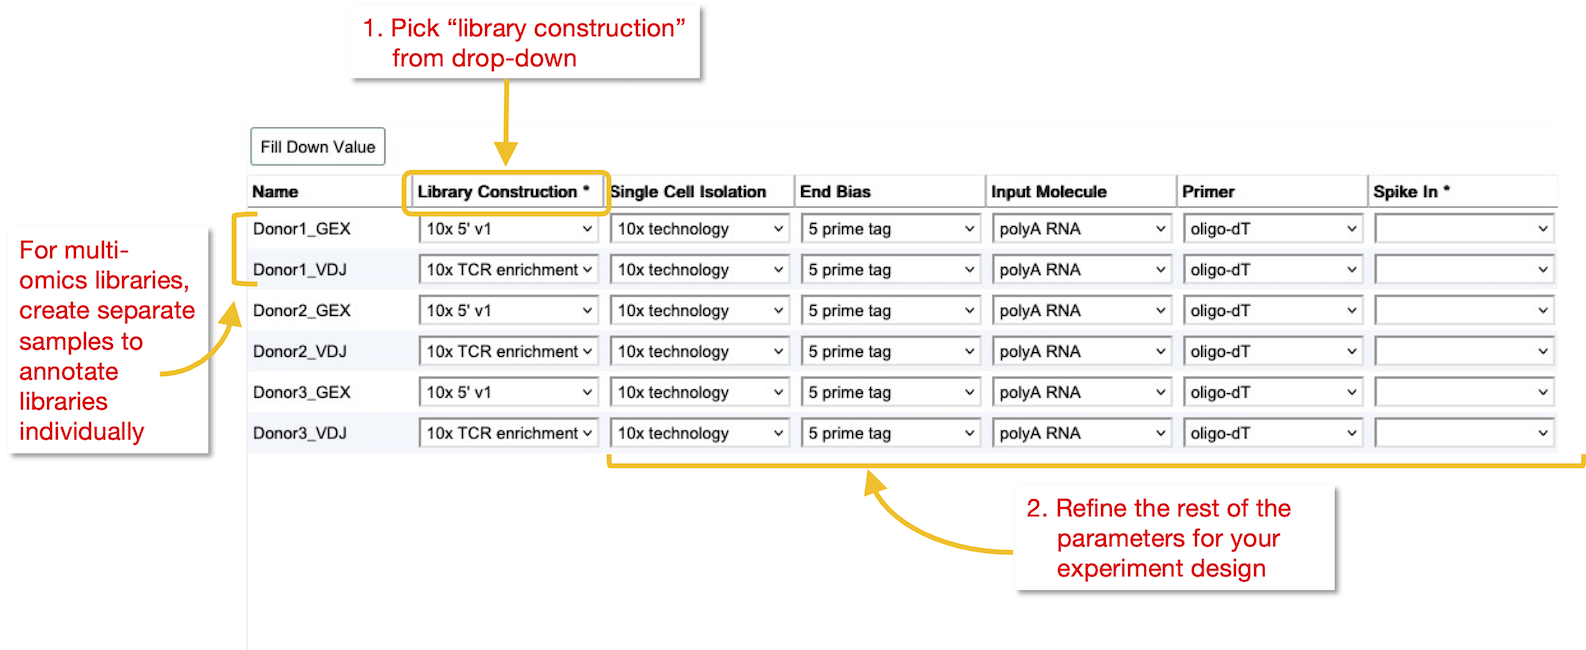 1. Pick “library construction”
from drop-down
Fill Down Value
Name Library Construction * Single Cell Isolation End Bias Input Molecule Primer Spike In *
Donor1_GEX 10x 5' v1 10x technology 5 prime tag polyA RNA oligo-dT
Donor1_VDJ 10x TCR enrichment 10x technology 5 prime tag polyA RNA oligo-dT
Donor2_GEX 10x 5' v1 10x technology 5 prime tag polyA RNA oligo-dT
Donor2_VDJ 10x TCR enrichment 10x technology 5 prime tag polyA RNA oligo-dT
Donor3_GEX 10x 5' v1 10x technology 5 prime tag polyA RNA oligo-dT
Donor3_VDJ 10x TCR enrichment 10x technology 5 prime tag polyA RNA oligo-dT
For multi-
omics libraries,
create separate
samples to
annotate
libraries
individually
2. Refine the rest of the
parameters for your
experiment design